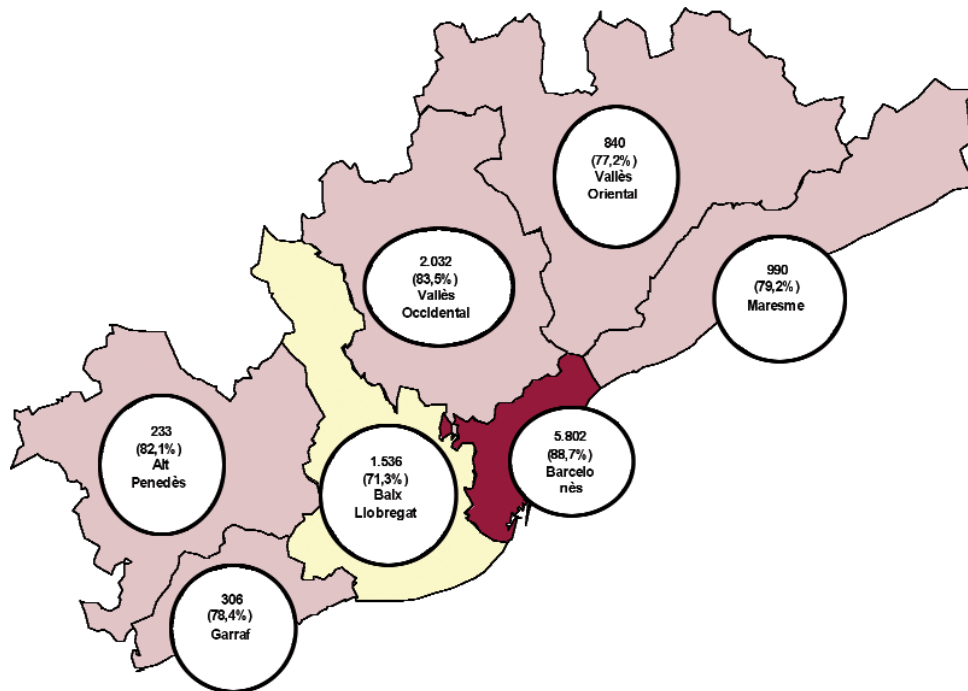 840
(77,2%)
Vallès
Oriental
2.032
(83,5%)
Vallès
Occidental
990
(79,2%)
Maresme
233
(82,1%)
Alt
Penedès
1.536
(71,3%)
Baix
Llobregat
5.802
(88,7%)
Barcelo
nès
306
(78,4%)
Garraf